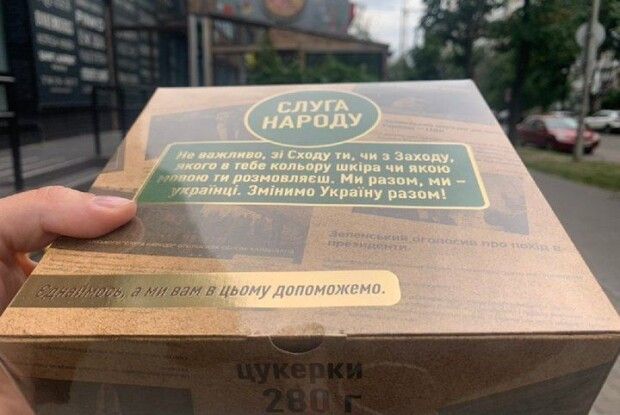 СЛУГА
НАРОДУ
Не важливо, зі Сходу ти, чи з Заходу,
якого в тебе кольору шкіра чи якою
мовою ти розмовляєш. Ми разом, ми –
українці. Змінимо Україну разом!
Зеленський оголосив про похід в
президенти.
Єднаймось, а ми вам в цьому допоможемо.
цукерки
280 г